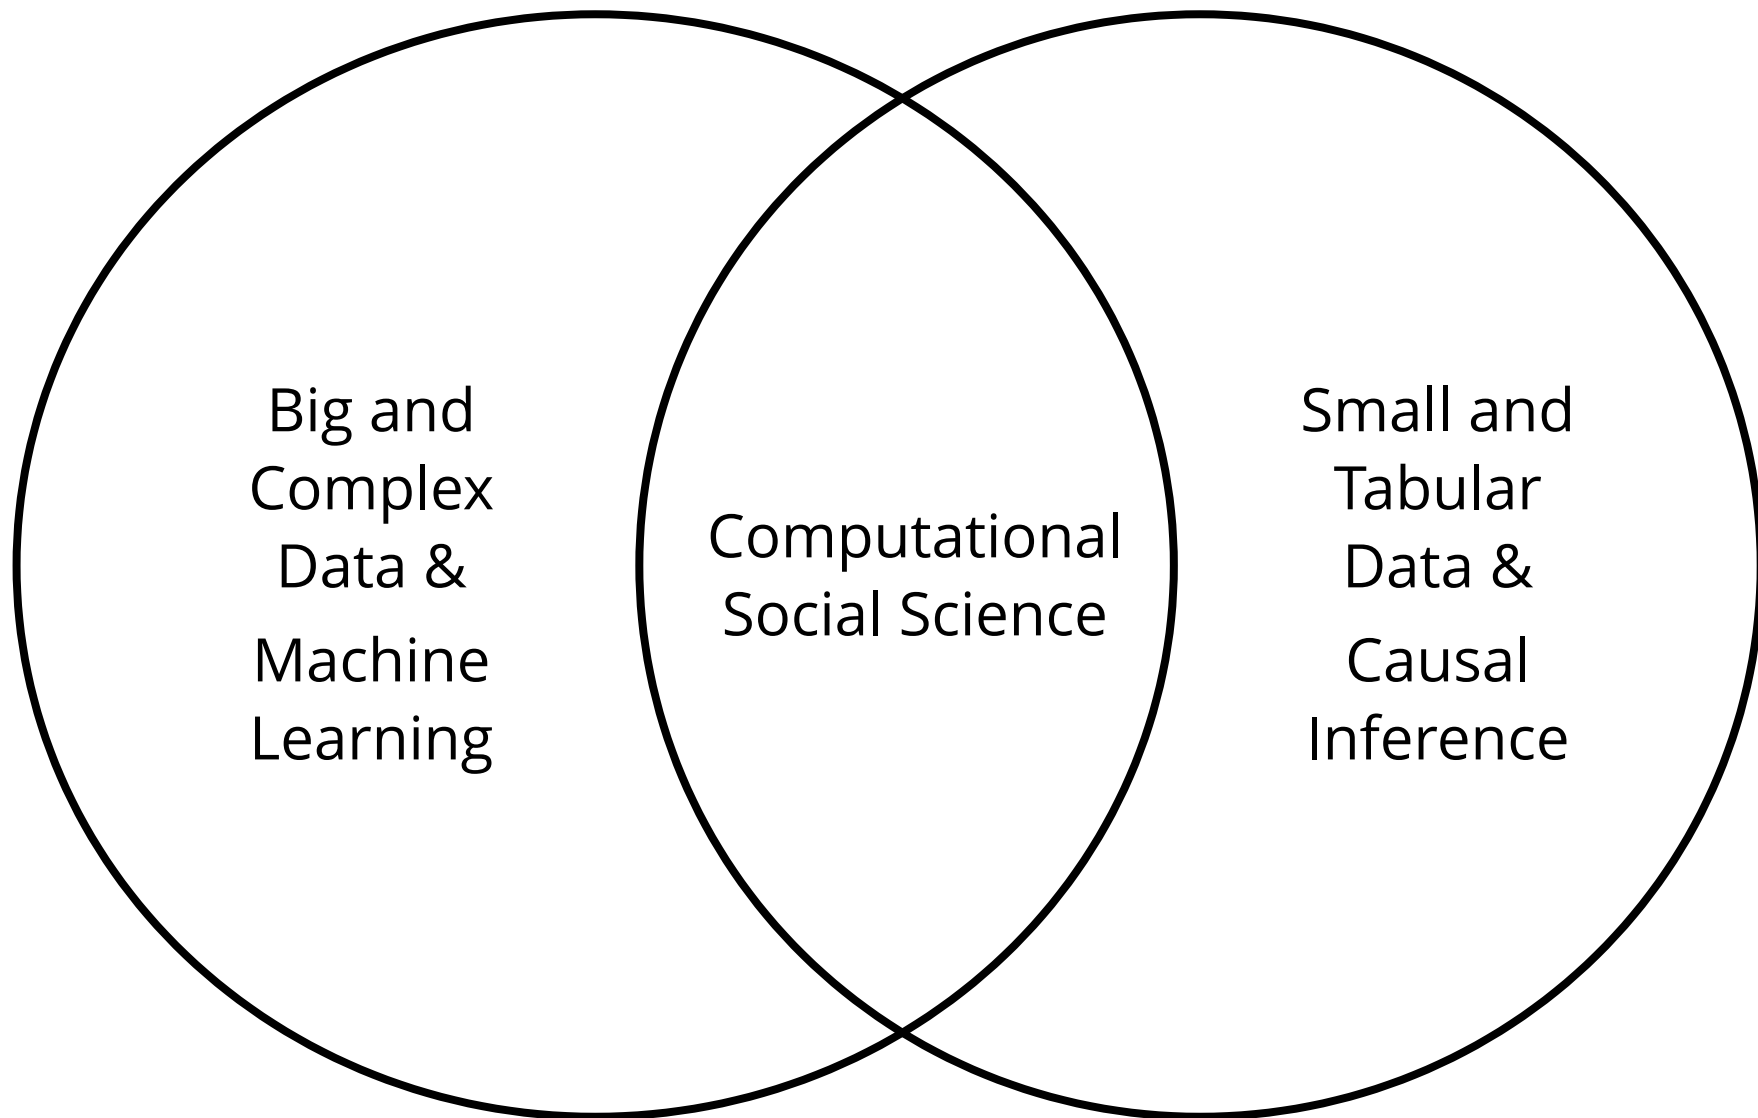 Big and
Complex
Data &
Machine
Learning
Computational
Social Science
Small and
Tabular
Data &
Causal
Inference